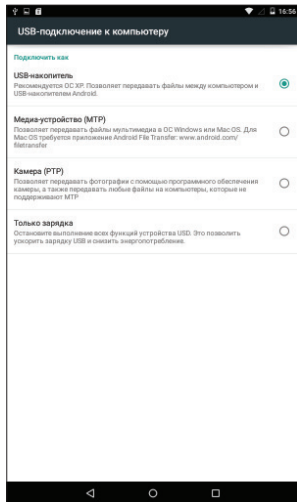 16:56
USB-подключение к компьютеру
Подключить как
USB-накопитель
Рекомендуется ОС XP. Позволяет передавать файлы между компьютером и
USB-накопителем Android.
Медиа-устройство (MTP)
Позволяет передавать файлы мультимедиа в ОС Windows или Mac OS. Для
Mac OS требуется приложение Android File Transfer: www.android.com/
filetransfer
Камера (PTP)
Позволяет передавать фотографии с помощью программного обеспечения
камеры, а также передавать любые файлы на компьютеры, которые не
поддерживают MTP
Только зарядка
Остановите выполнение всех функций устройства USD. Это позволить
ускорить зарядку USB и снизить энергопотребление.